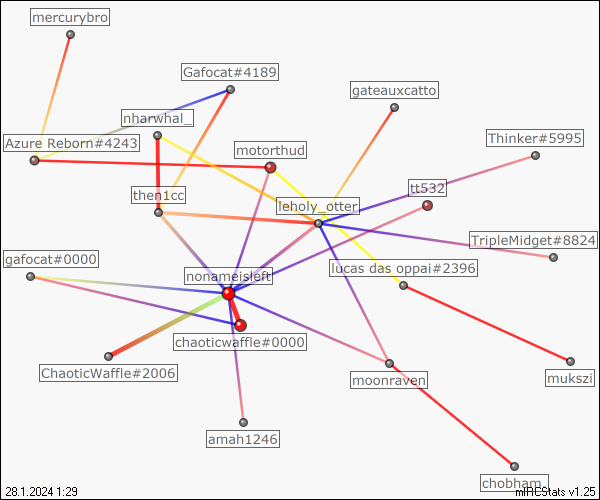 mercurybro
Gafocat#4189
gateauxcatto
nharwhal_
Azure Reborn#4243
motorthud
Thinker#5995
tt532
then1cc
leholy_otter
TripleMidget#8824
gafocat#0000
nonameisleft
lucas das oppai#2396
chaoticwaffle#0000
ChaoticWaffle#2006
moonraven
mukszi
amah1246
chobham_
28.1.2024 1:29
mIRCStats v1.25